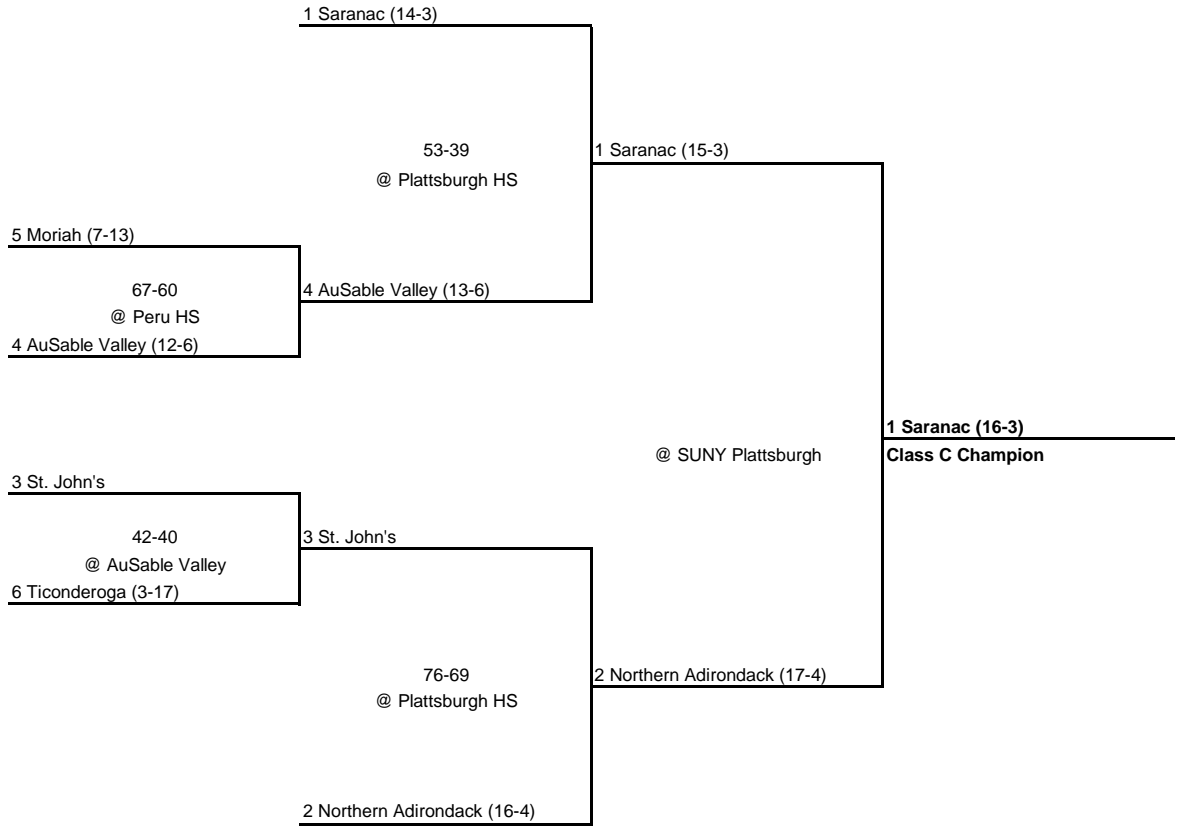 1 Saranac (14-3)
53-39
@ Plattsburgh HS
1 Saranac (15-3)
5 Moriah (7-13)
67-60
@ Peru HS
4 AuSable Valley (13-6)
4 AuSable Valley (12-6)
1 Saranac (16-3)
@ SUNY Plattsburgh
Class C Champion
3 St. John's
42-40
@ AuSable Valley
3 St. John's
6 Ticonderoga (3-17)
76-69
@ Plattsburgh HS
2 Northern Adirondack (17-4)
2 Northern Adirondack (16-4)